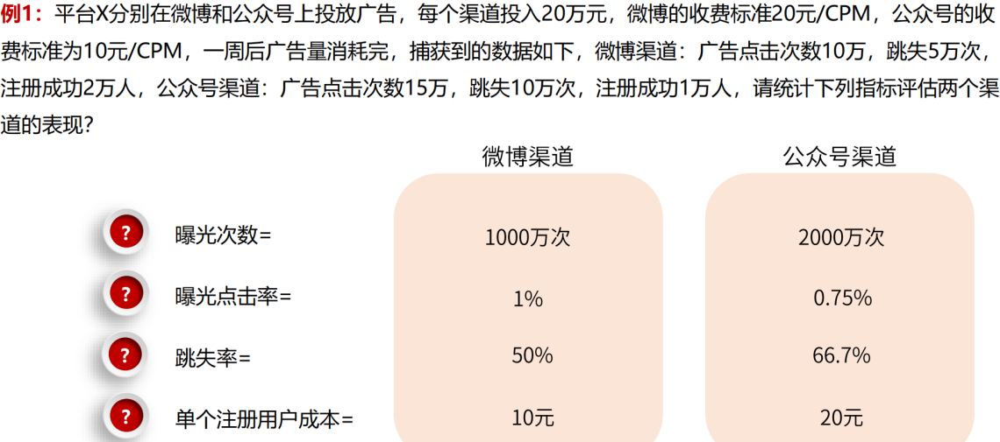 例1：平台X分别在微博和公众号上投放广告，每个渠道投入20万元，微博的收费标准20元/CPM，公众号的收
费标准为10元/CPM，一周后广告量消耗完，捕获到的数据如下，微博渠道：广告点击次数10万，跳失5万次，
注册成功2万人，公众号渠道：广告点击次数15万，跳失10万次，注册成功1万人，请统计下列指标评估两个渠
道的表现？
微博渠道 公众号渠道
? 曝光次数= 1000万次 2000万次
? 曝光点击率= 1% 0.75%
? 跳失率= 50% 66.7%
? 单个注册用户成本= 10元 20元